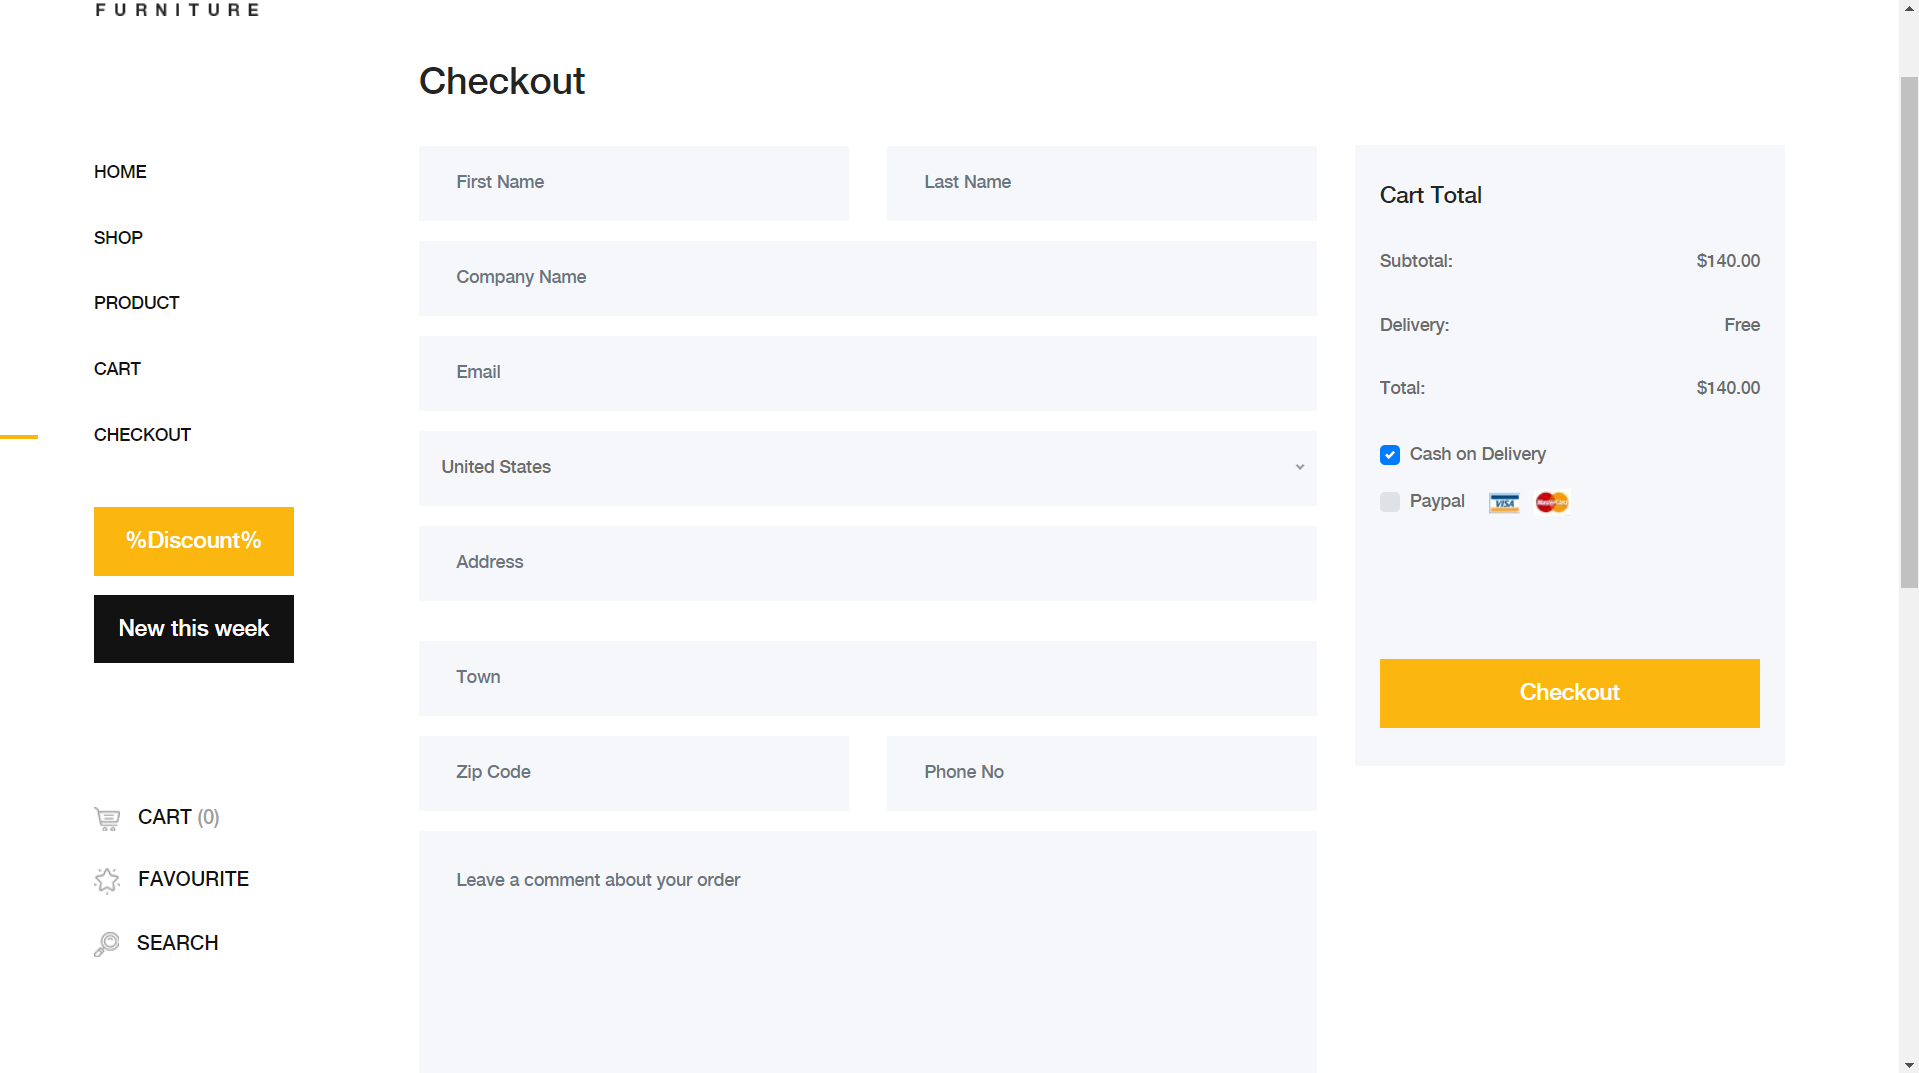 FURNITURE
Checkout
HOME
SHOP
PRODUCT
CART
CHECKOUT
%Discount%
New this week
CART (0)
FAVOURITE
SEARCH
First Name
Last Name
Company Name
Email
United States
Address
Town
Zip Code
Phone No
Leave a comment about your order
Cart Total
Subtotal: $140.00
Delivery: Free
Total: $140.00
Cash on Delivery
Paypal VISA MasterCard
Checkout